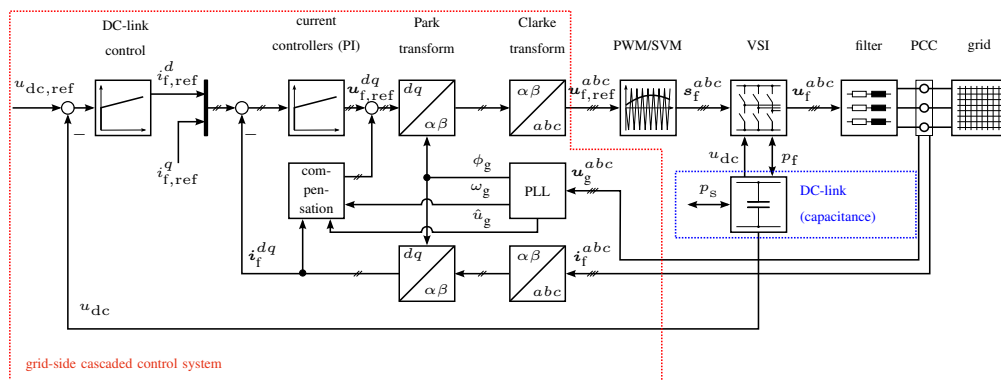 DC-link
control
current
controllers (PI)
Park
transform
Clarke
transform
PWM/SVM
VSI
filter
PCC
grid
u_dc,ref
i^d_f,ref
i^q_f,ref
u^dq_f,ref
dq
αβ
αβ
abc
u^abc_f,ref
s^abc_f
u^abc_f
−
−
com-
pen-
sation
ϕ_g
ω_g
û_g
PLL
u^abc_g
u_dc
p_f
p_s
DC-link
(capacitance)
i^dq_f
dq
αβ
αβ
abc
i^abc_f
u_dc
grid-side cascaded control system